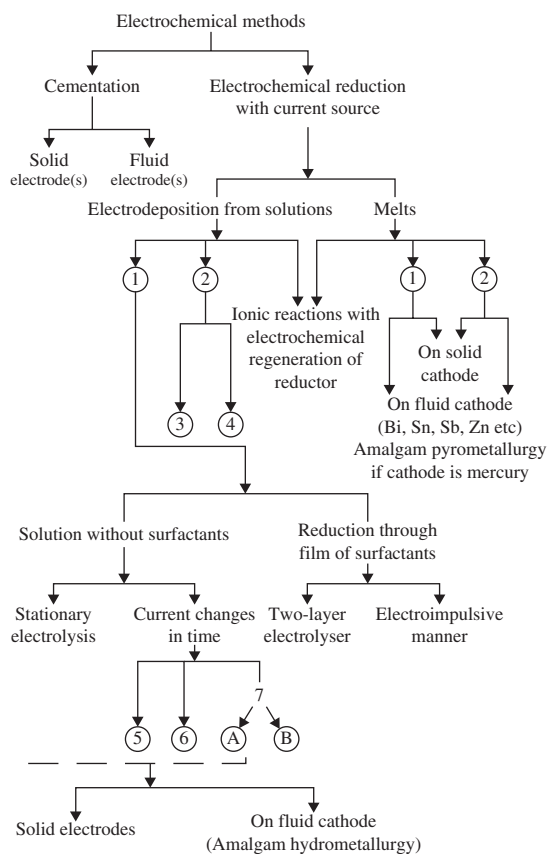 Electrochemical methods
Cementation
Electrochemical reduction
with current source
Solid
electrode(s)
Fluid
electrode(s)
Electrodeposition from solutions
Melts
1
2
1
2
Ionic reactions with
electrochemical
regeneration of
reductor
On solid
cathode
3
4
On fluid cathode
(Bi, Sn, Sb, Zn etc)
Amalgam pyrometallurgy
if cathode is mercury
Solution without surfactants
Reduction through
film of surfactants
Stationary
electrolysis
Current changes
in time
Two-layer
electrolyser
Electroimpulsive
manner
7
5
6
A
B
Solid electrodes
On fluid cathode
(Amalgam hydrometallurgy)